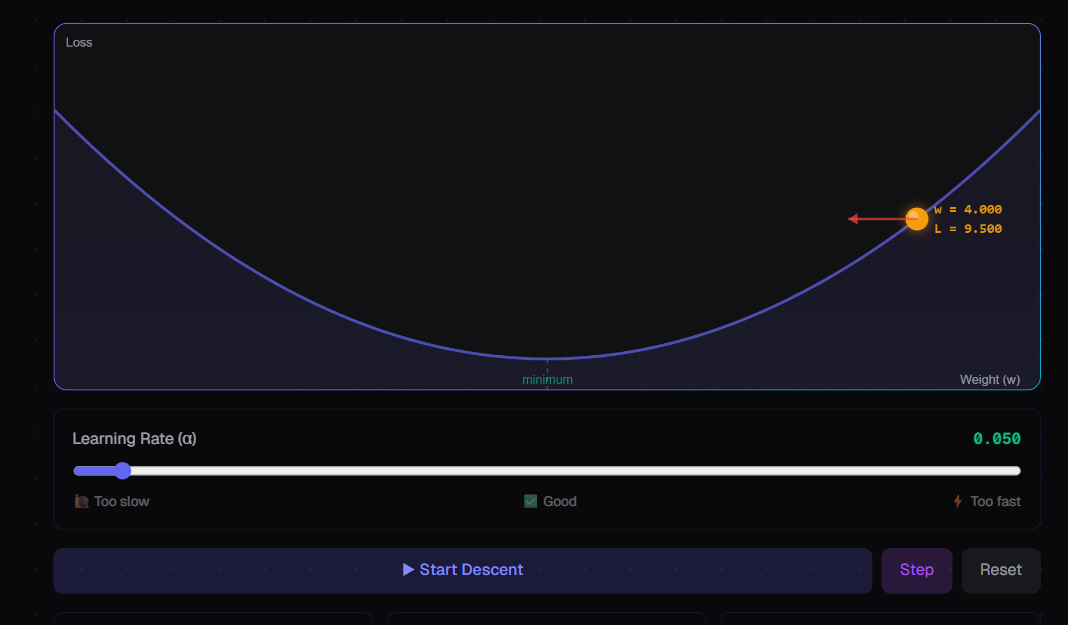 Loss
w = 4.000
L = 9.500
minimum
Weight (w)
Learning Rate (α)
0.050
Too slow
Good
Too fast
Start Descent
Step
Reset